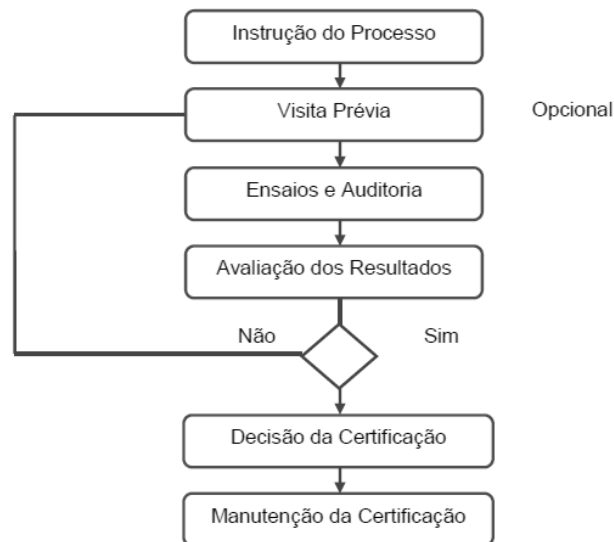 Instrução do Processo
Visita Prévia
Opcional
Ensaios e Auditoria
Avaliação dos Resultados
Não
Sim
Decisão da Certificação
Manutenção da Certificação